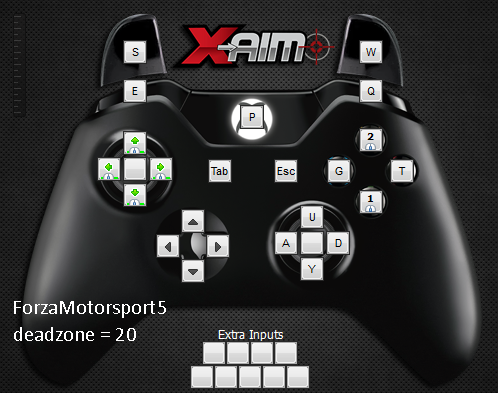 X-AIM
S
W
E
Q
P
2
Tab
Esc
G
T
1
U
A
D
Y
ForzaMotorsport5
deadzone = 20
Extra Inputs